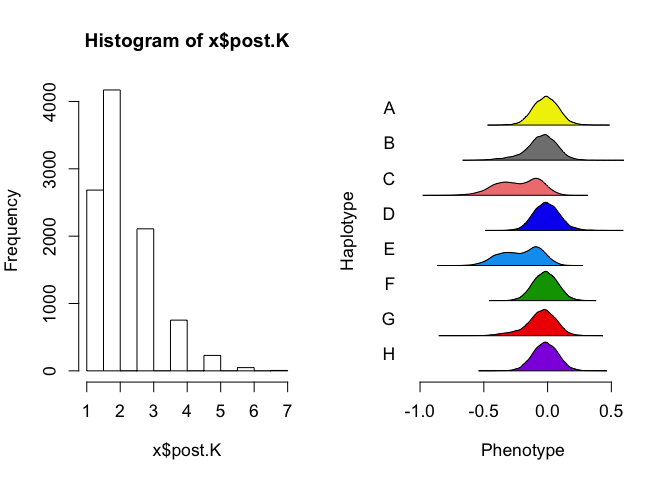 Histogram of x$post.K
Frequency
0
1000
2000
3000
4000
1 2 3 4 5 6 7
x$post.K
Haplotype
A
B
C
D
E
F
G
H
-1.0 -0.5 0.0 0.5
Phenotype